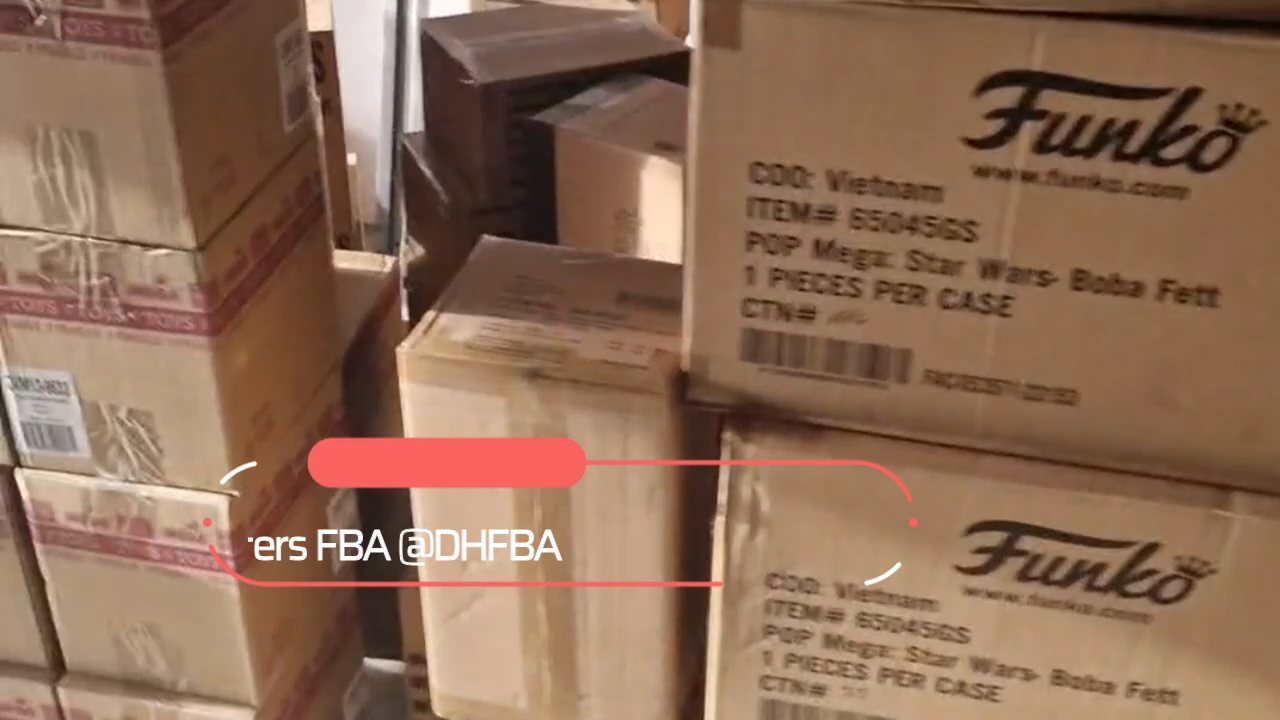 Funko
www.funko.com
COO: Vietnam
ITEM# 65045GS
POP Mega: Star Wars- Boba Fett
1 PIECES PER CASE
CTN#
TOYS • TOYS
ers FBA @DHFBA
Funko
www.funko.com
COO: Vietnam
ITEM# 65045GS
POP Mega: Star Wars- Boba Fett
1 PIECES PER CASE
CTN#